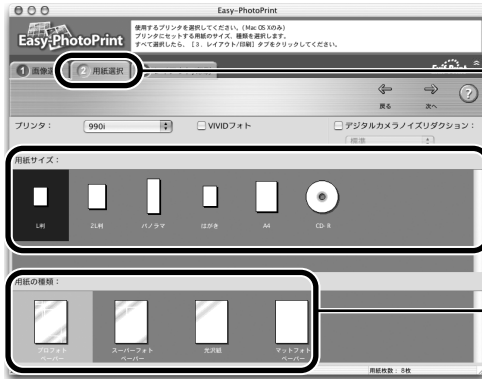 Easy-PhotoPrint
Easy-PhotoPrint
使用するプリンタを選択してください。(Mac OS Xのみ)
プリンタにセットする用紙のサイズ、種類を選択します。
すべて選択したら、[3. レイアウト/印刷] タブをクリックしてください。
1 画像選
2 用紙選択
戻る
次へ
?
プリンタ:
990i
VIVIDフォト
デジタルカメラノイズリダクション:
標準
用紙サイズ:
L判
2L判
パノラマ
はがき
A4
CD-R
用紙の種類:
プロフォト
ペーパー
スーパーフォト
ペーパー
光沢紙
マットフォト
ペーパー
用紙枚数: 8枚